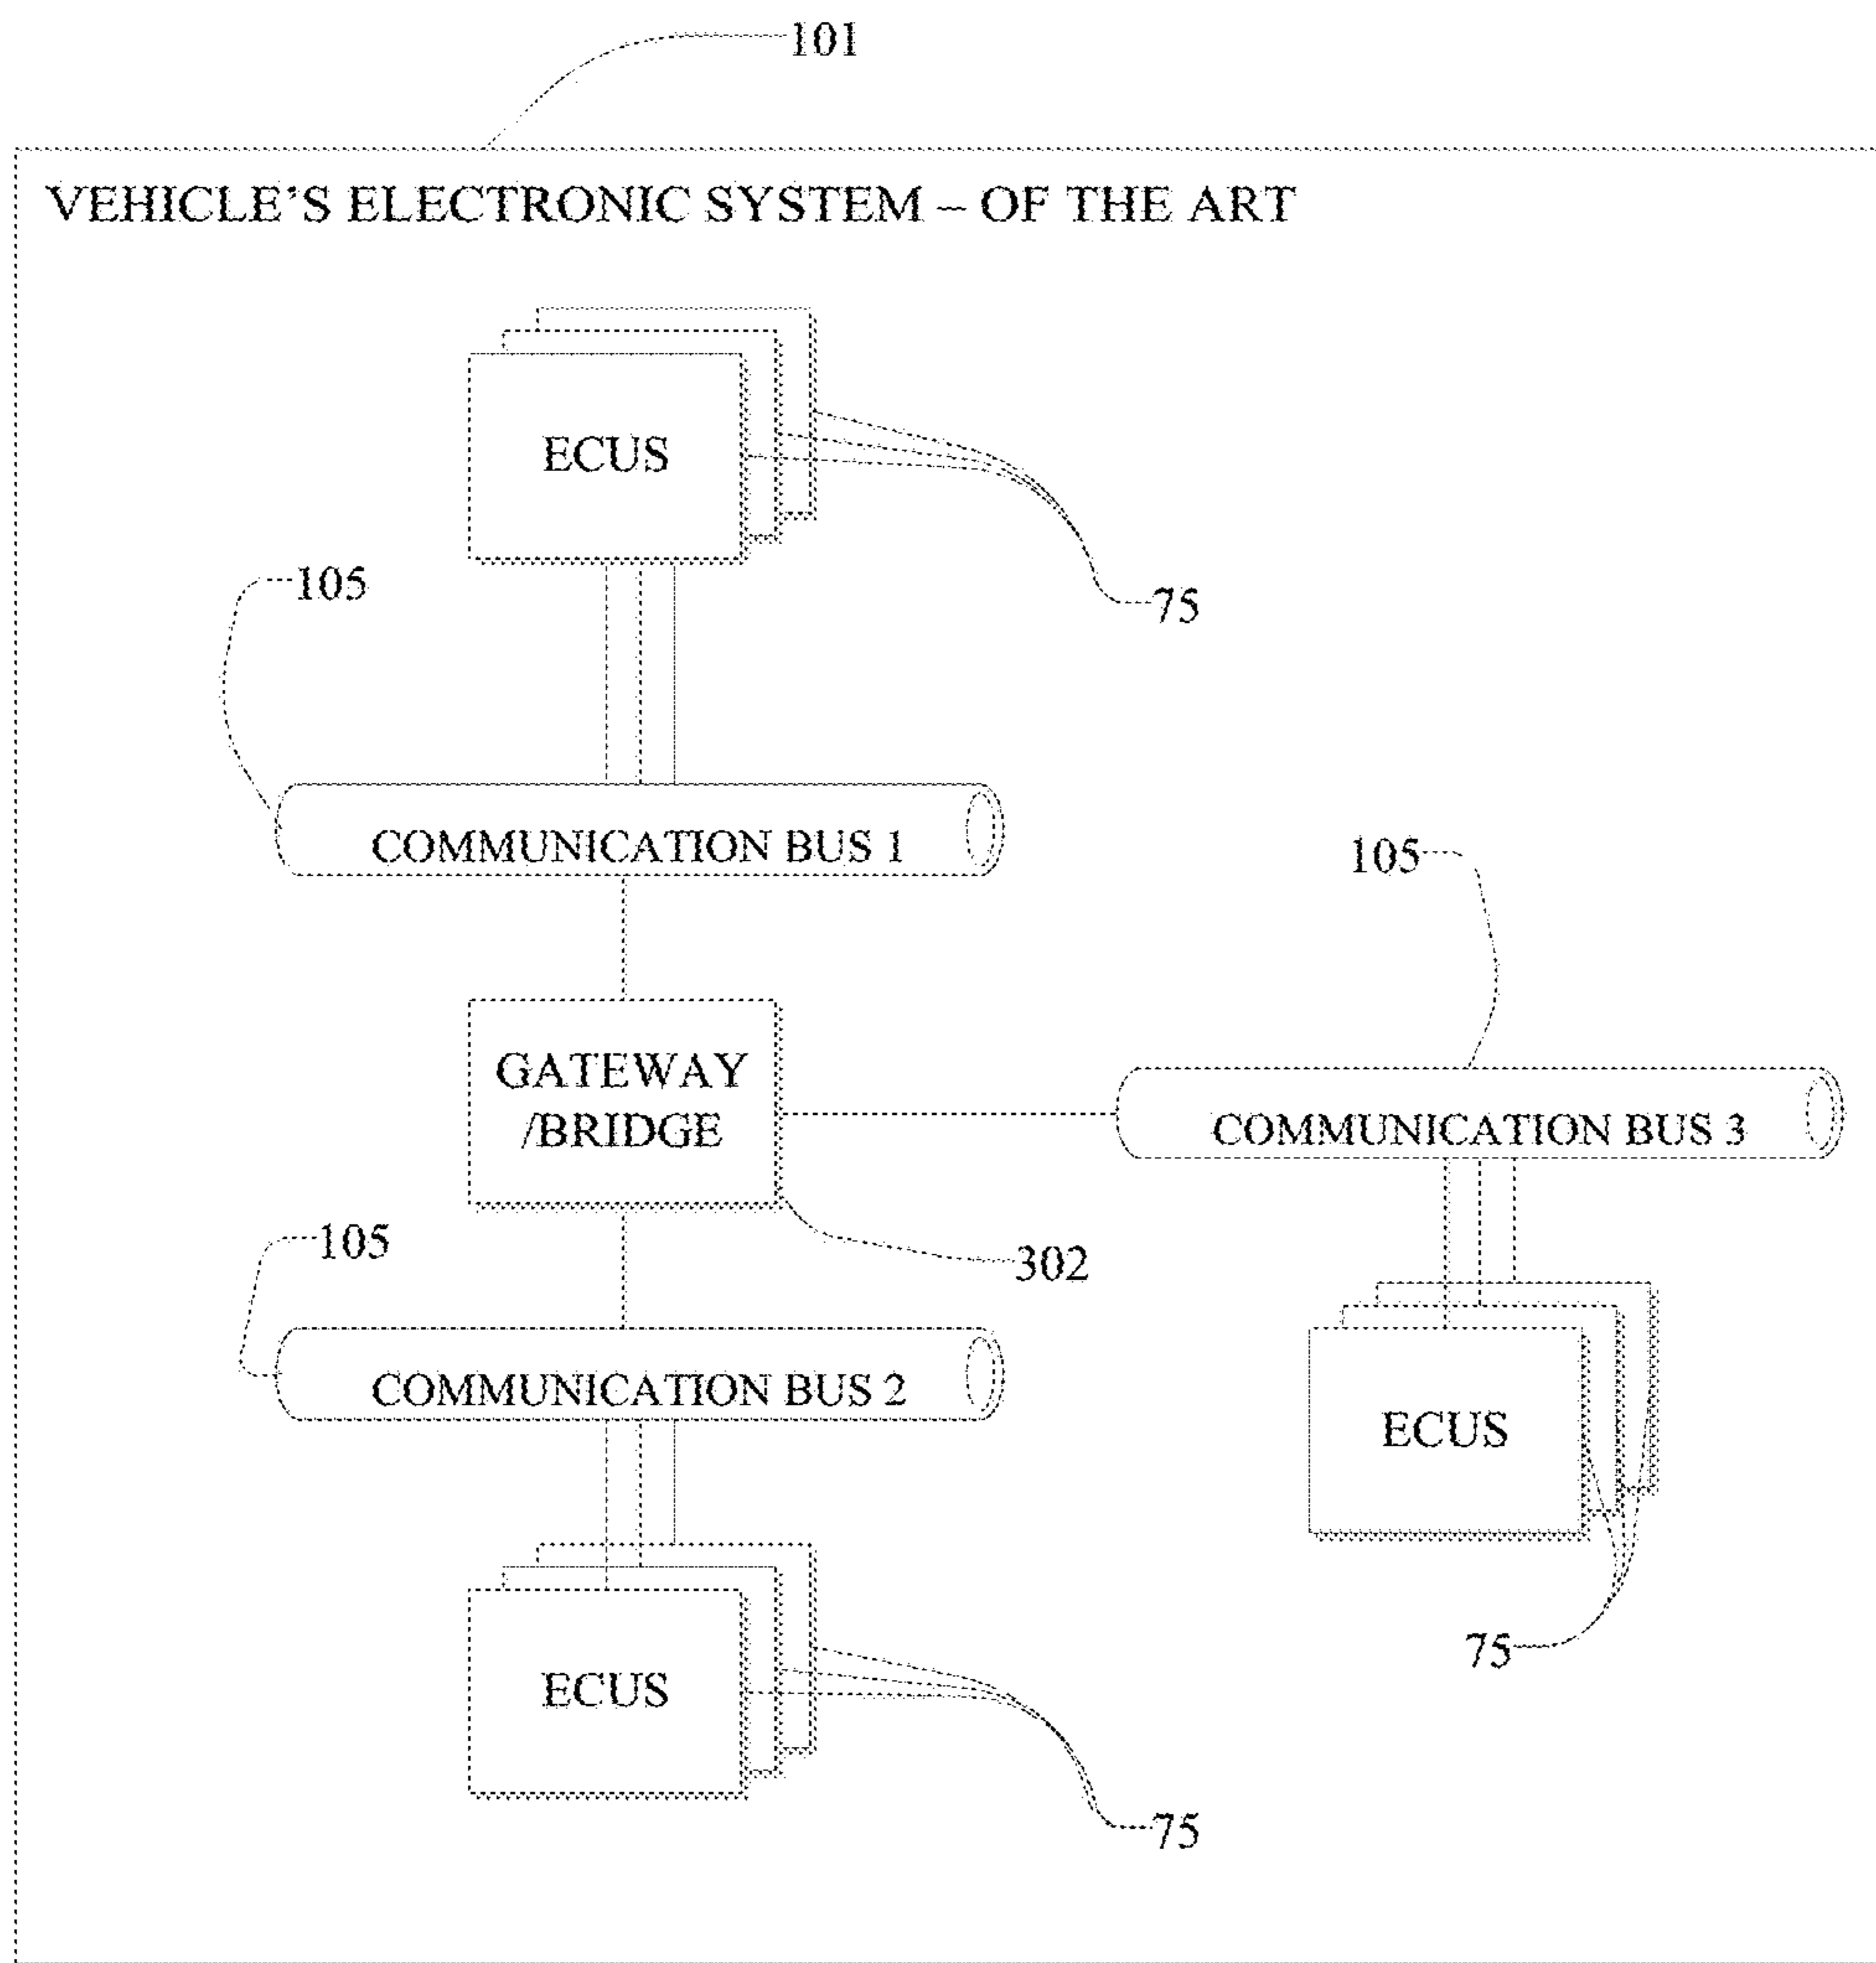 101
VEHICLE'S ELECTRONIC SYSTEM – OF THE ART
ECUS
105
75
COMMUNICATION BUS 1
105
GATEWAY
/BRIDGE
COMMUNICATION BUS 3
105
302
COMMUNICATION BUS 2
ECUS
75
ECUS
75